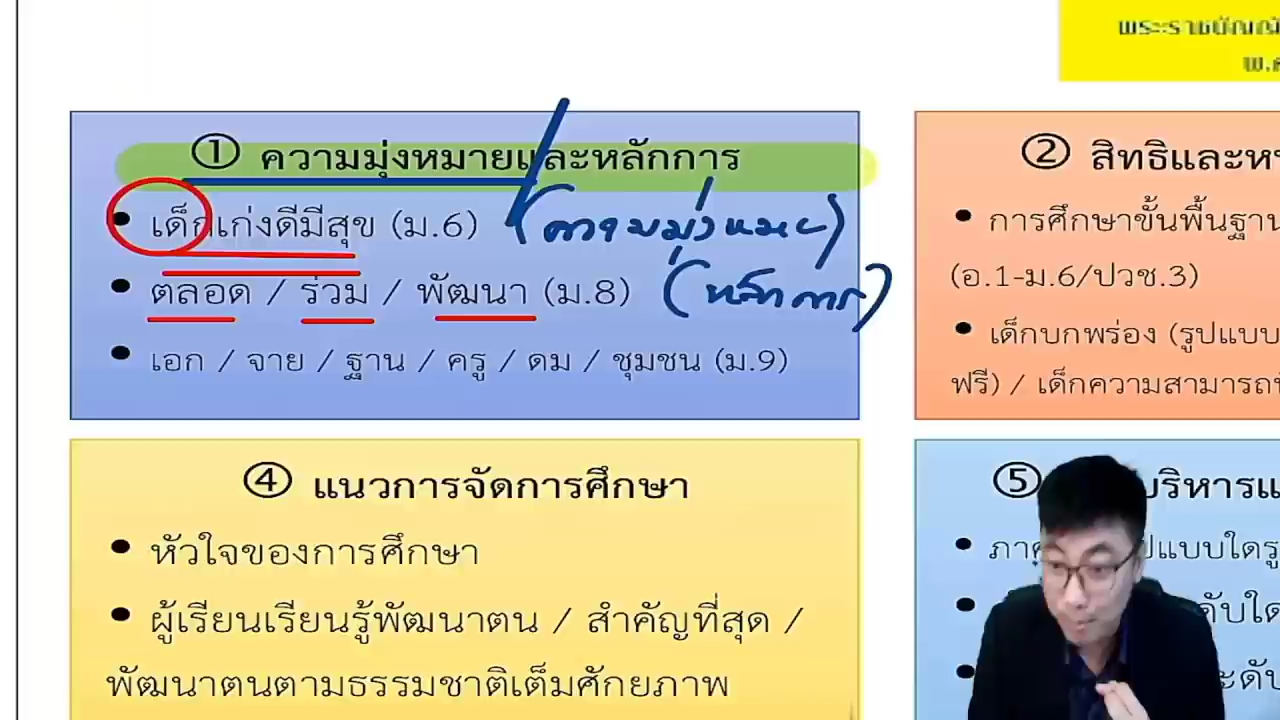 พ.ศ
① ความมุ่งหมายและหลักการ
• เด็กเก่งดีมีสุข (ม.6) (ความมุ่งหมาย)
• ตลอด / ร่วม / พัฒนา (ม.8) (หลักการ)
• เอก / จาย / ฐาน / ครู / ดม / ชุมชน (ม.9)
② สิทธิและห
• การศึกษาขั้นพื้นฐาน
(อ.1-ม.6/ปวช.3)
• เด็กบกพร่อง (รูปแบบ
ฟรี) / เด็กความสามารถ
④ แนวการจัดการศึกษา
• หัวใจของการศึกษา
• ผู้เรียนเรียนรู้พัฒนาตน / สำคัญที่สุด /
พัฒนาตนตามธรรมชาติเต็มศักยภาพ
⑤ บริหารแ